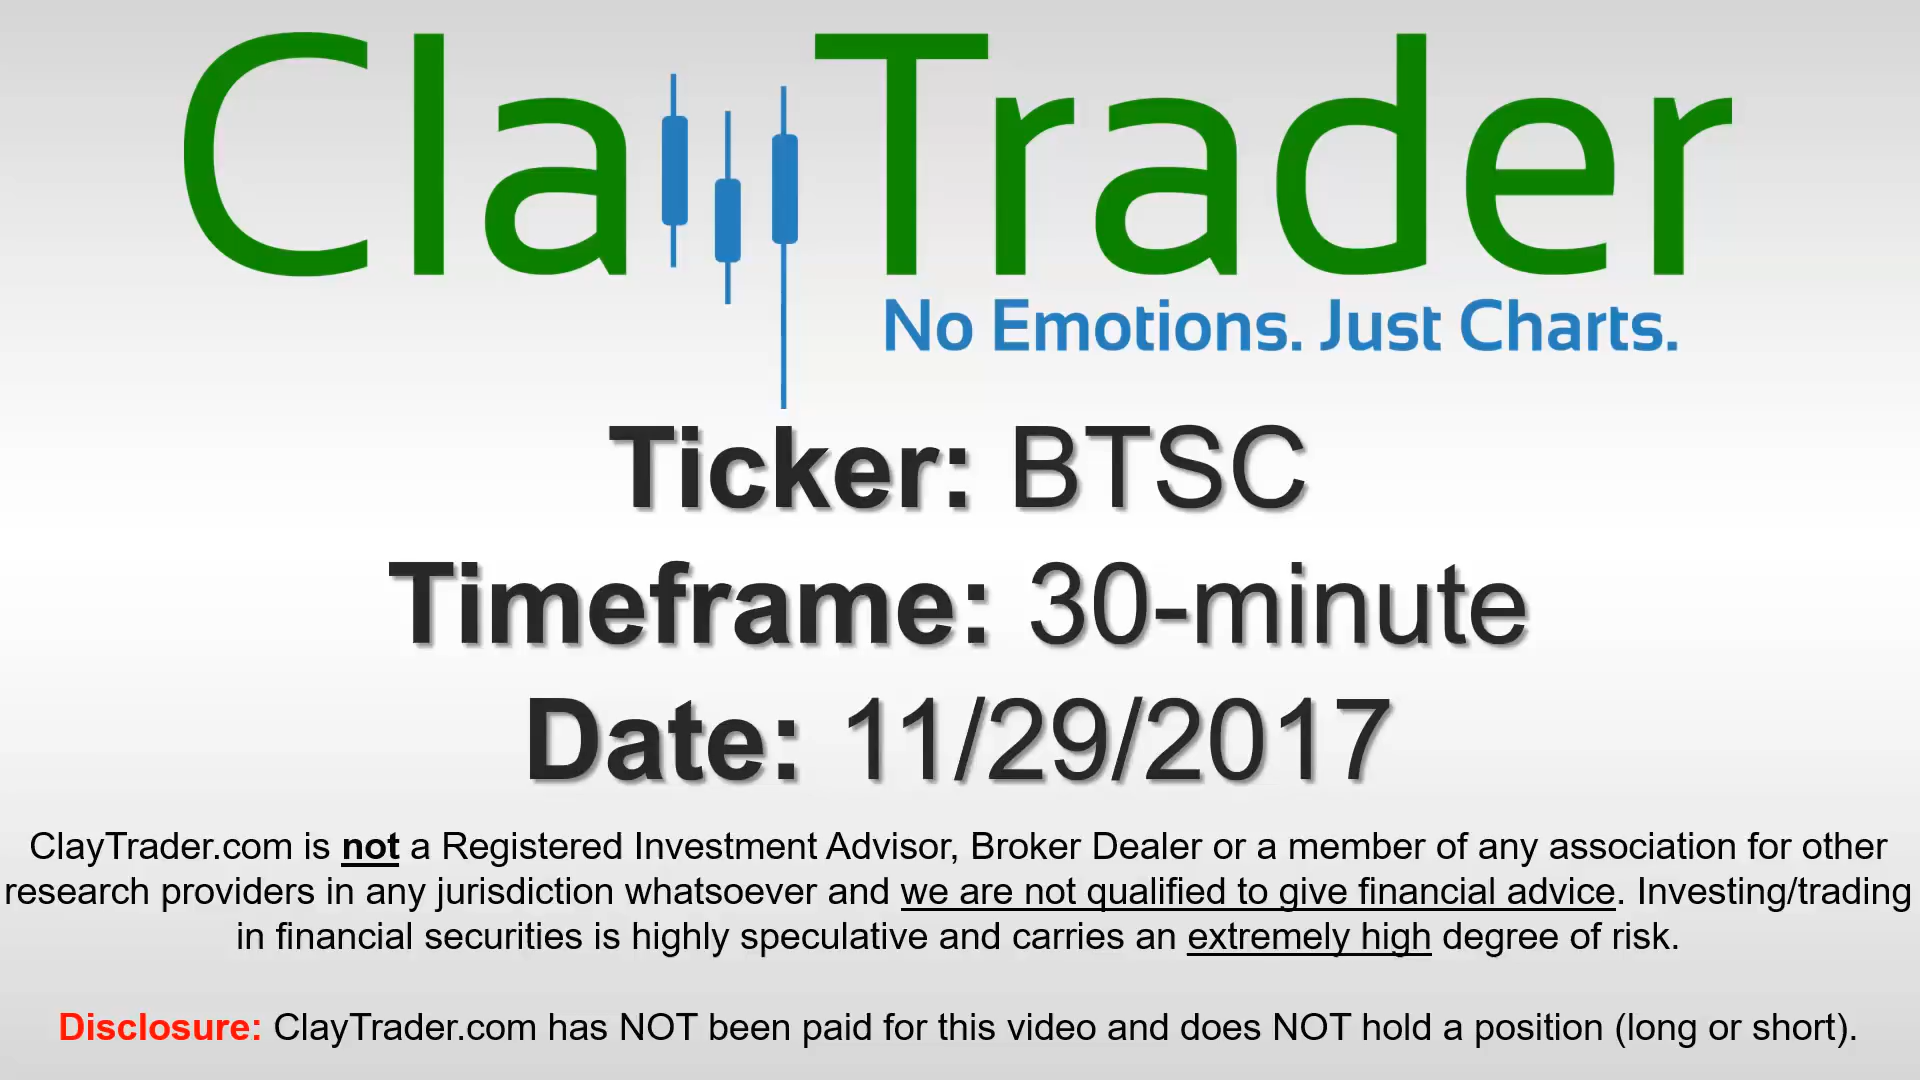 ClayTrader
No Emotions. Just Charts.
Ticker: BTSC
Timeframe: 30-minute
Date: 11/29/2017
ClayTrader.com is not a Registered Investment Advisor, Broker Dealer or a member of any association for other
research providers in any jurisdiction whatsoever and we are not qualified to give financial advice. Investing/trading
in financial securities is highly speculative and carries an extremely high degree of risk.
Disclosure: ClayTrader.com has NOT been paid for this video and does NOT hold a position (long or short).